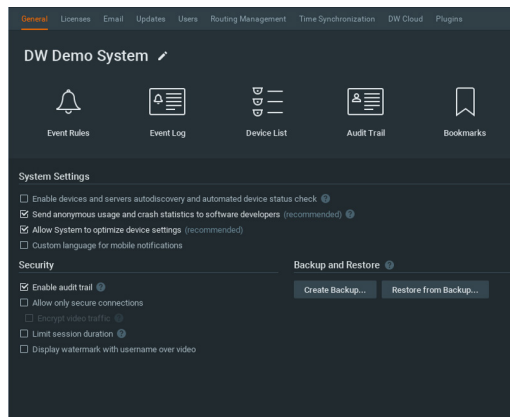 General Licenses Email Updates Users Routing Management Time Synchronization DW Cloud Plugins
DW Demo System
Event Rules Event Log Device List Audit Trail Bookmarks
System Settings
Enable devices and servers autodiscovery and automated device status check ?
Send anonymous usage and crash statistics to software developers (recommended) ?
Allow System to optimize device settings (recommended)
Custom language for mobile notifications
Security Backup and Restore ?
Enable audit trail ? Create Backup... Restore from Backup...
Allow only secure connections
Encrypt video traffic ?
Limit session duration ?
Display watermark with username over video